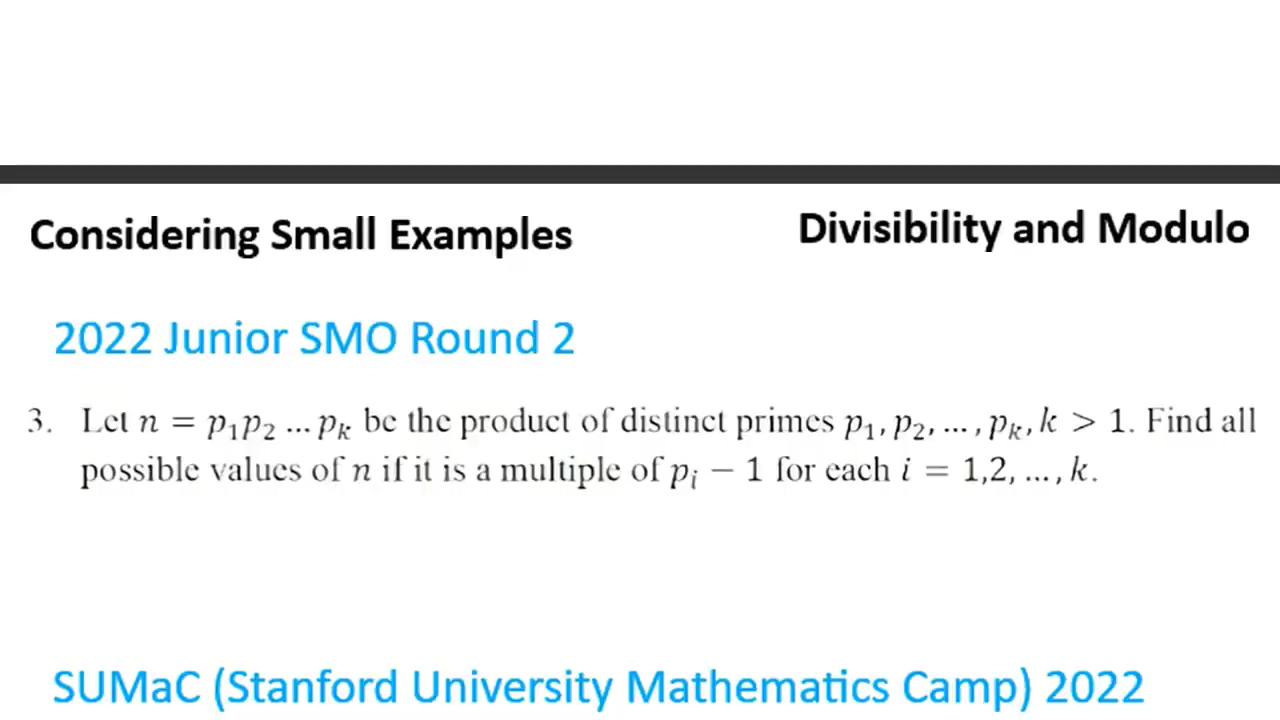 Considering Small Examples
Divisibility and Modulo
2022 Junior SMO Round 2
3. Let n = p₁p₂ ... pₖ be the product of distinct primes p₁, p₂, ... , pₖ, k > 1. Find all
possible values of n if it is a multiple of pᵢ − 1 for each i = 1,2, ... , k.
SUMaC (Stanford University Mathematics Camp) 2022